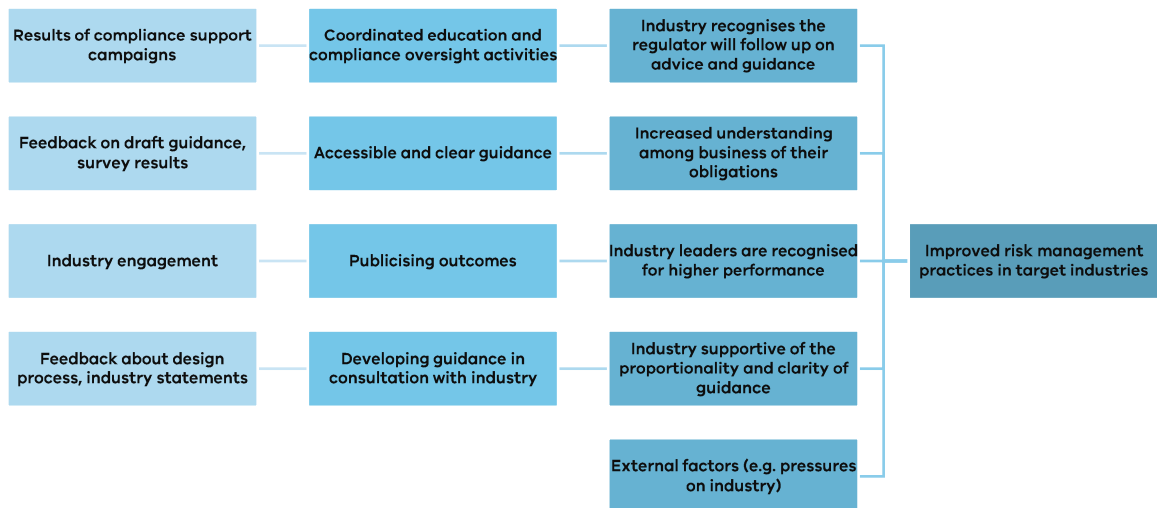 Results of compliance support
campaigns
Coordinated education and
compliance oversight activities
Industry recognises the
regulator will follow up on
advice and guidance
Feedback on draft guidance,
survey results
Accessible and clear guidance
Increased understanding
among business of their
obligations
Industry engagement
Publicising outcomes
Industry leaders are recognised
for higher performance
Improved risk management
practices in target industries
Feedback about design
process, industry statements
Developing guidance in
consultation with industry
Industry supportive of the
proportionality and clarity of
guidance
External factors (e.g. pressures
on industry)